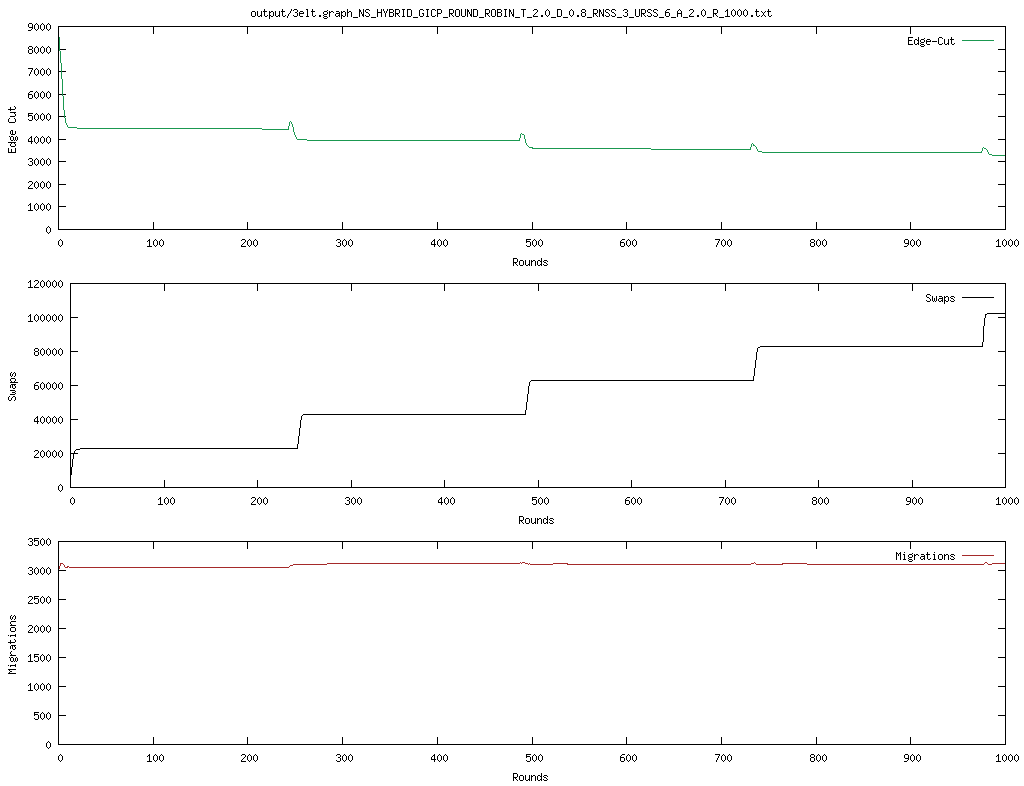 output/3elt.graph_NS_HYBRID_GICP_ROUND_ROBIN_T_2.0_D_0.8_RNSS_3_URSS_6_A_2.0_R_1000.txt
9000
8000
7000
6000
5000
4000
3000
2000
1000
0
Edge Cut
Edge-Cut
0 100 200 300 400 500 600 700 800 900 1000
Rounds
120000
100000
80000
60000
40000
20000
0
Swaps
Swaps
0 100 200 300 400 500 600 700 800 900 1000
Rounds
3500
3000
2500
2000
1500
1000
500
0
Migrations
Migrations
0 100 200 300 400 500 600 700 800 900 1000
Rounds